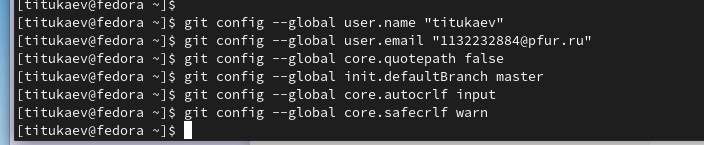 [titukaev@fedora ~]$
[titukaev@fedora ~]$ git config --global user.name "titukaev"
[titukaev@fedora ~]$ git config --global user.email "1132232884@pfur.ru"
[titukaev@fedora ~]$ git config --global core.quotepath false
[titukaev@fedora ~]$ git config --global init.defaultBranch master
[titukaev@fedora ~]$ git config --global core.autocrlf input
[titukaev@fedora ~]$ git config --global core.safecrlf warn
[titukaev@fedora ~]$